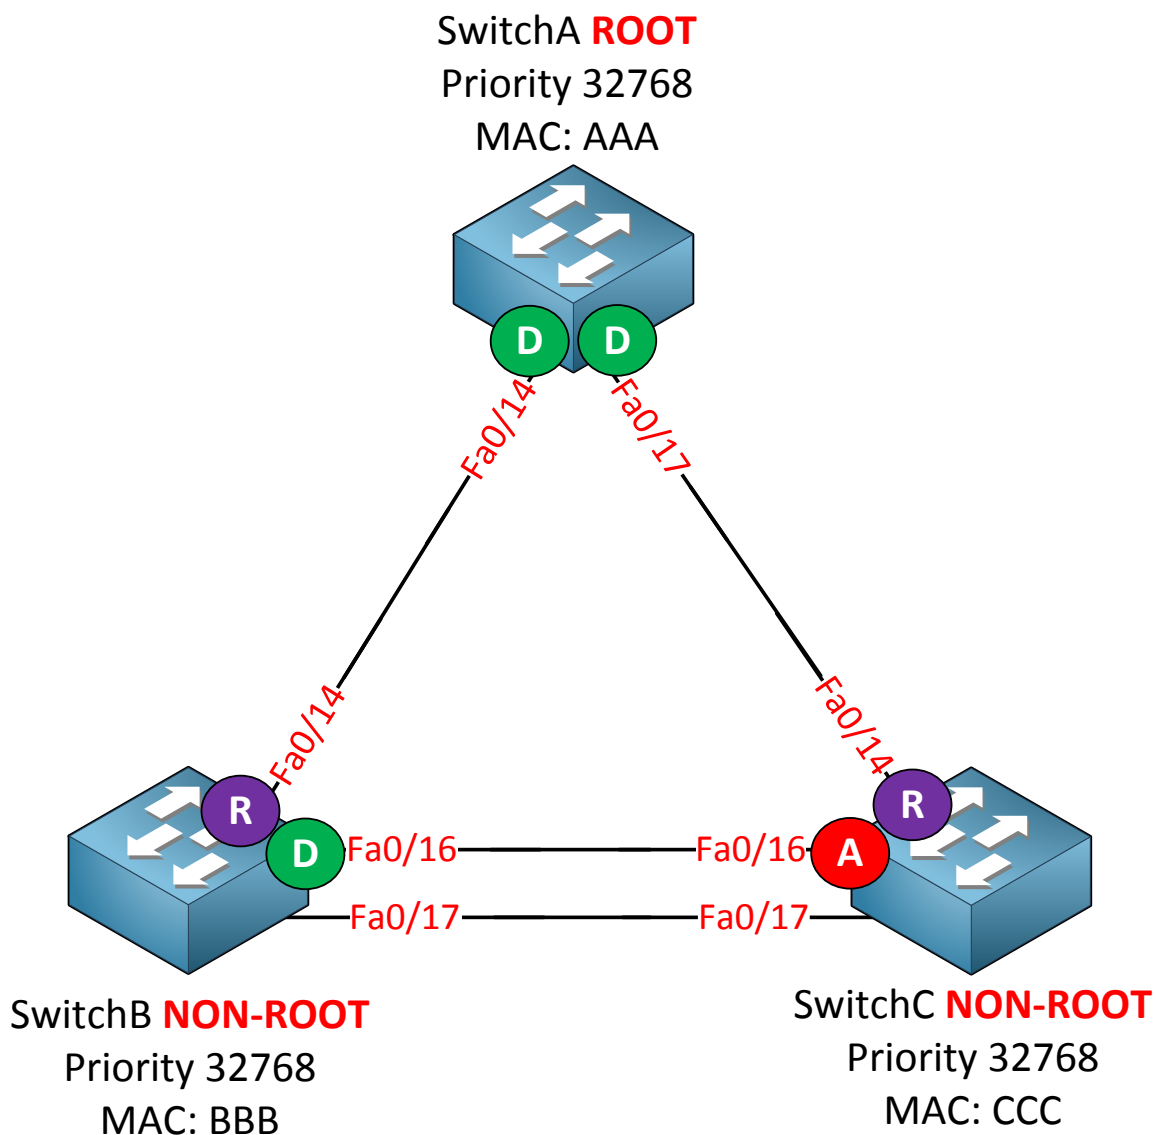 SwitchA ROOT
Priority 32768
MAC: AAA
D
D
Fa0/14
Fa0/17
Fa0/14
Fa0/14
R
R
D
Fa0/16
Fa0/16
A
Fa0/17
Fa0/17
SwitchB NON-ROOT
Priority 32768
MAC: BBB
SwitchC NON-ROOT
Priority 32768
MAC: CCC